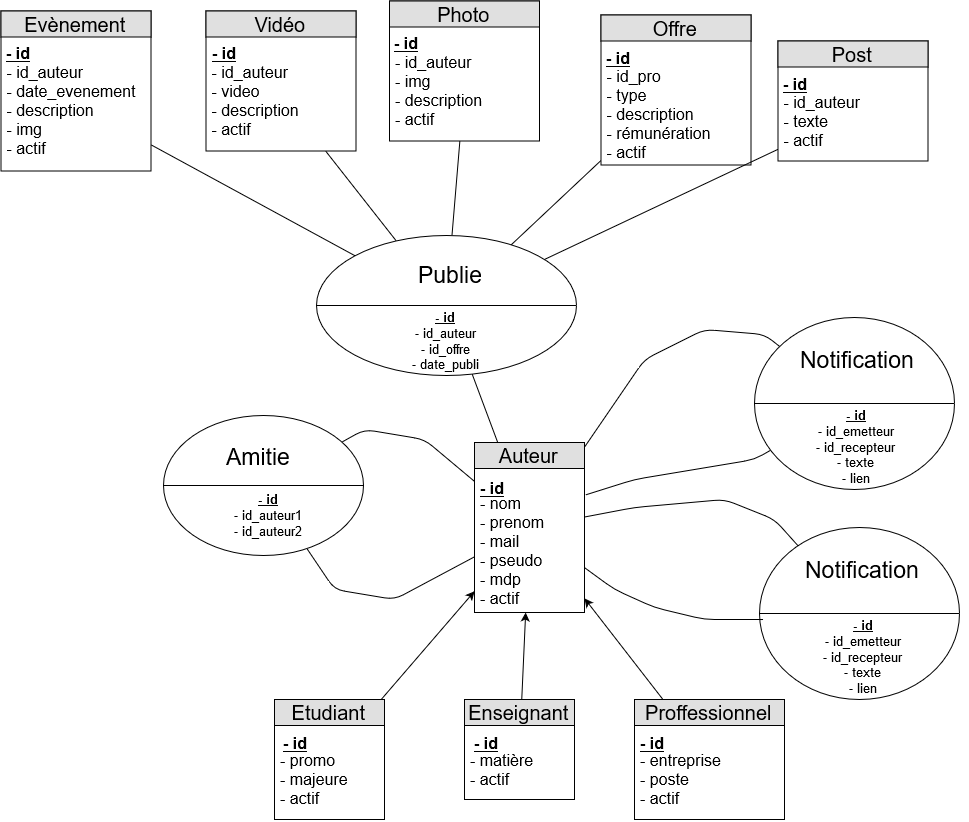 Evènement
- id
- id_auteur
- date_evenement
- description
- img
- actif
Vidéo
- id
- id_auteur
- video
- description
- actif
Photo
- id
- id_auteur
- img
- description
- actif
Offre
- id
- id_pro
- type
- description
- rémunération
- actif
Post
- id
- id_auteur
- texte
- actif
Publie
- id
- id_auteur
- id_offre
- date_publi
Notification
- id
- id_emetteur
- id_recepteur
- texte
- lien
Amitie
- id
- id_auteur1
- id_auteur2
Auteur
- id
- nom
- prenom
- mail
- pseudo
- mdp
- actif
Notification
- id
- id_emetteur
- id_recepteur
- texte
- lien
Etudiant
- id
- promo
- majeure
- actif
Enseignant
- id
- matière
- actif
Proffessionnel
- id
- entreprise
- poste
- actif